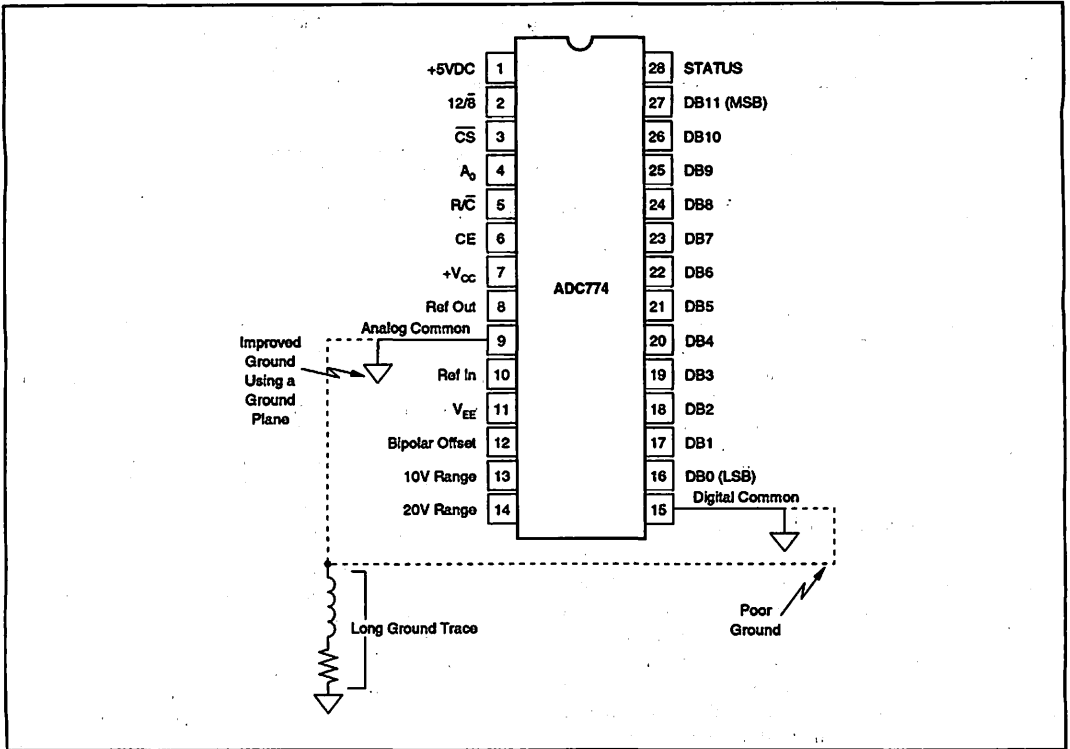 +5VDC 1
12/8̅ 2
C̅S̅ 3
A₀ 4
R/C̅ 5
CE 6
+V_CC 7
Ref Out 8
Analog Common 9
Ref In 10
V_EE 11
Bipolar Offset 12
10V Range 13
20V Range 14
ADC774
28 STATUS
27 DB11 (MSB)
26 DB10
25 DB9
24 DB8
23 DB7
22 DB6
21 DB5
20 DB4
19 DB3
18 DB2
17 DB1
16 DB0 (LSB)
15 Digital Common
Improved
Ground
Using a
Ground
Plane
Long Ground Trace
Poor
Ground